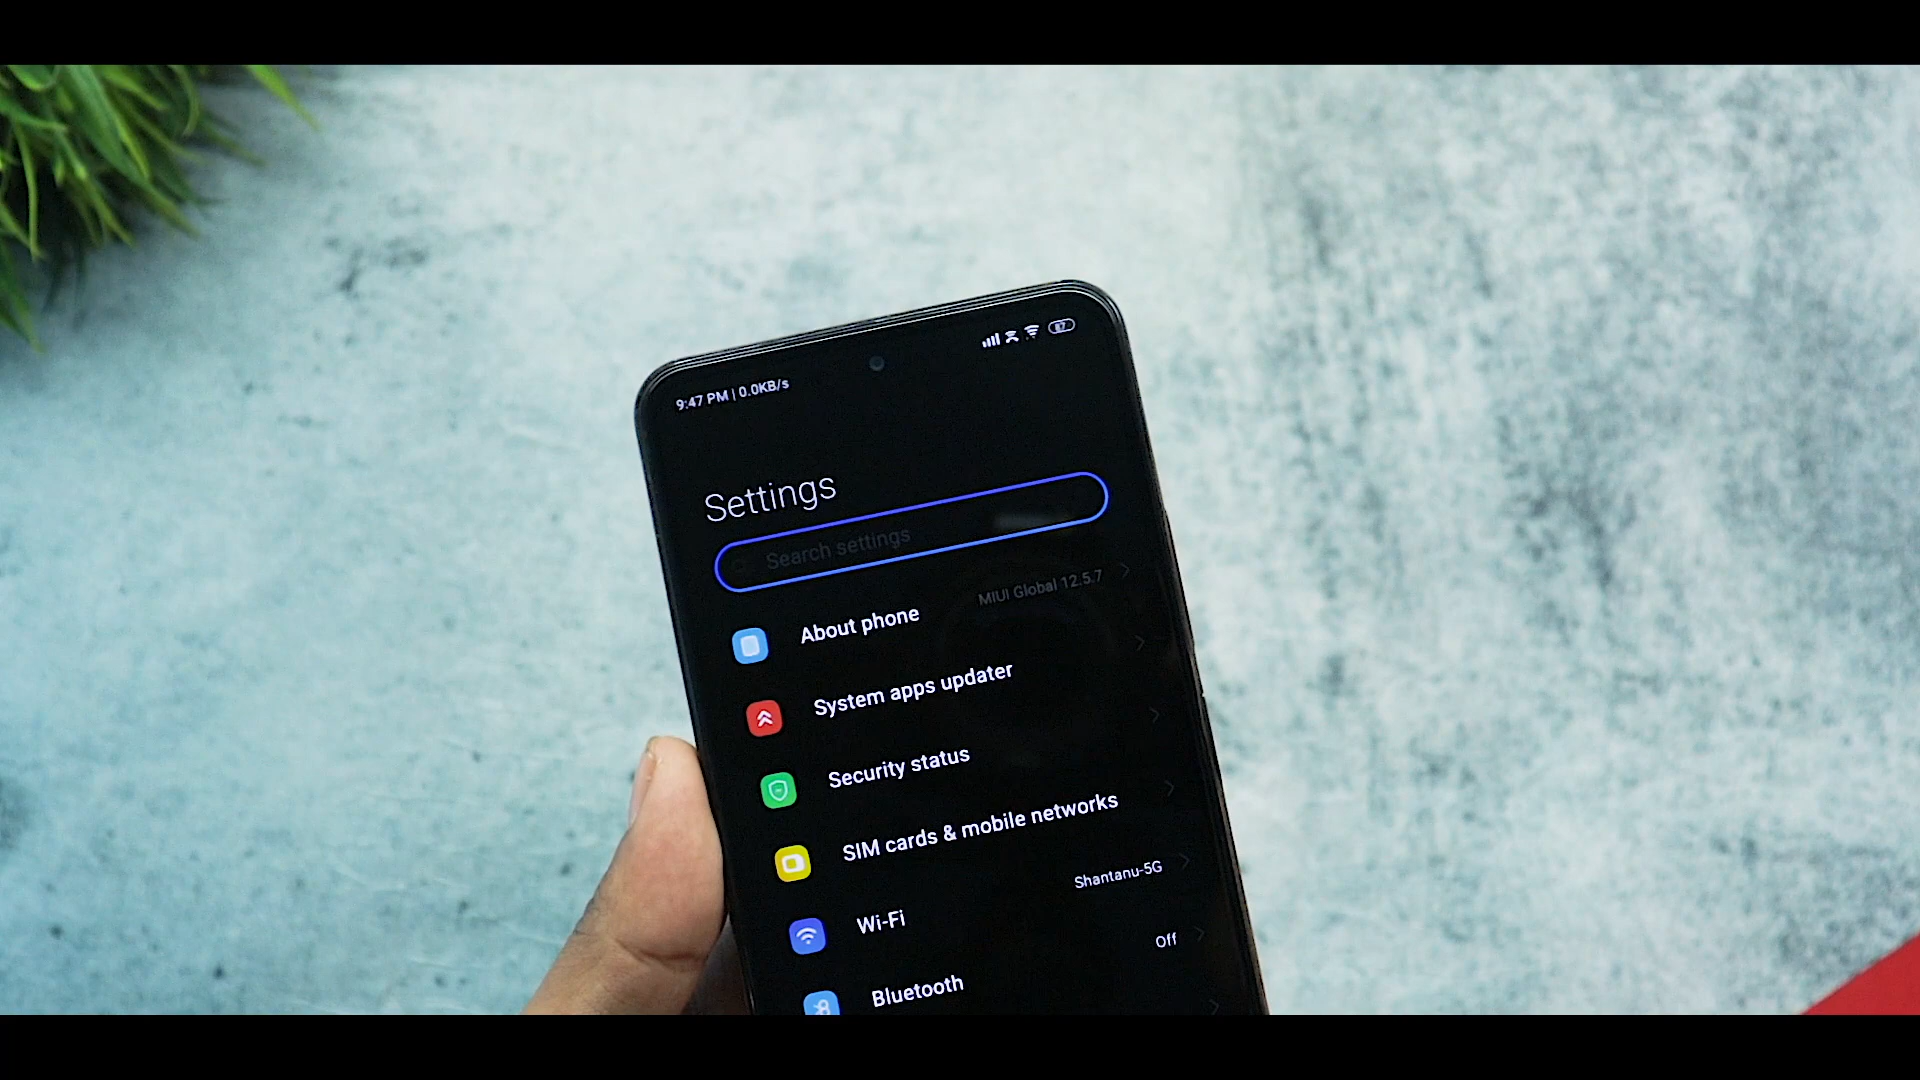 9:47 PM | 0.0KB/s
87
Settings
Search settings
About phone
MIUI Global 12.5.7
System apps updater
Security status
SIM cards & mobile networks
Wi-Fi
Shantanu-5G
Bluetooth
Off